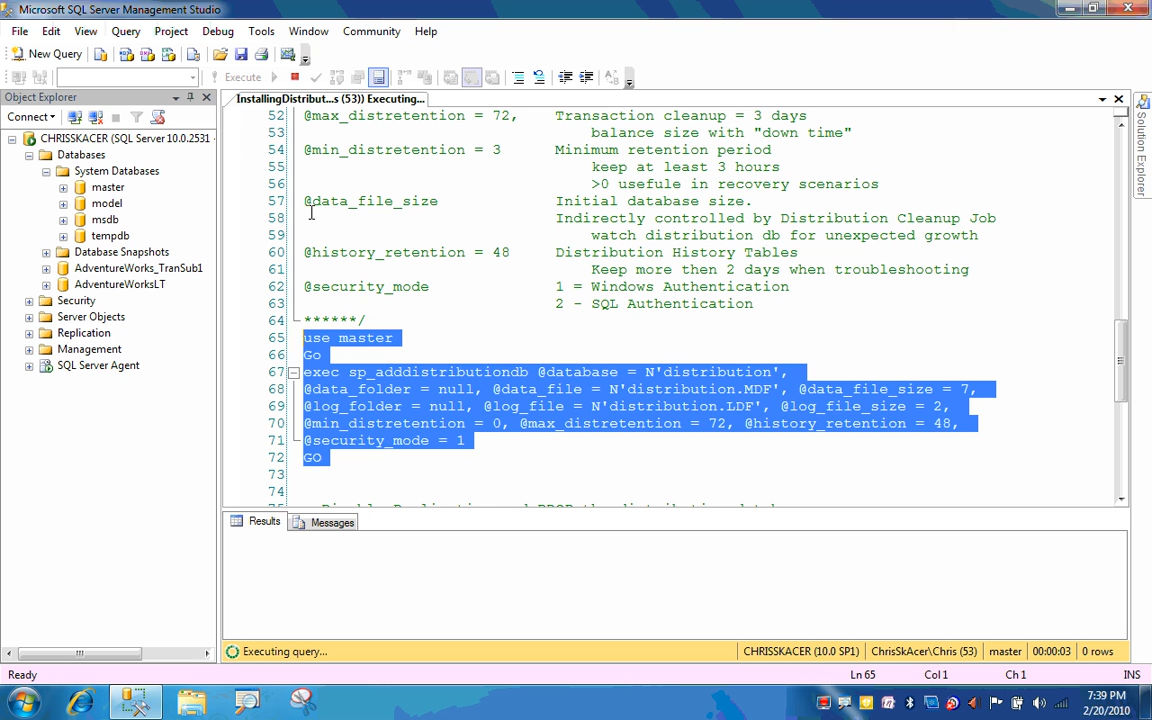 Microsoft SQL Server Management Studio
File Edit View Query Project Debug Tools Window Community Help
New Query
Execute
Object Explorer
Connect
CHRISSKACER (SQL Server 10.0.2531
Databases
System Databases
master
model
msdb
tempdb
Database Snapshots
AdventureWorks_TranSub1
AdventureWorksLT
Security
Server Objects
Replication
Management
SQL Server Agent
InstallingDistribut...s (53)) Executing...
52 @max_distretention = 72, Transaction cleanup = 3 days
53 balance size with "down time"
54 @min_distretention = 3 Minimum retention period
55 keep at least 3 hours
56 >0 usefule in recovery scenarios
57 @data_file_size Initial database size.
58 Indirectly controlled by Distribution Cleanup Job
59 watch distribution db for unexpected growth
60 @history_retention = 48 Distribution History Tables
61 Keep more then 2 days when troubleshooting
62 @security_mode 1 = Windows Authentication
63 2 - SQL Authentication
64 ******/
65 use master
66 Go
67 exec sp_adddistributiondb @database = N'distribution',
68 @data_folder = null, @data_file = N'distribution.MDF', @data_file_size = 7,
69 @log_folder = null, @log_file = N'distribution.LDF', @log_file_size = 2,
70 @min_distretention = 0, @max_distretention = 72, @history_retention = 48,
71 @security_mode = 1
72 GO
73
74
Solution Explorer
Results Messages
Executing query...
CHRISSKACER (10.0 SP1) ChrisSkAcer\Chris (53) master 00:00:03 0 rows
Ready Ln 65 Col 1 Ch 1 INS
7:39 PM
2/20/2010